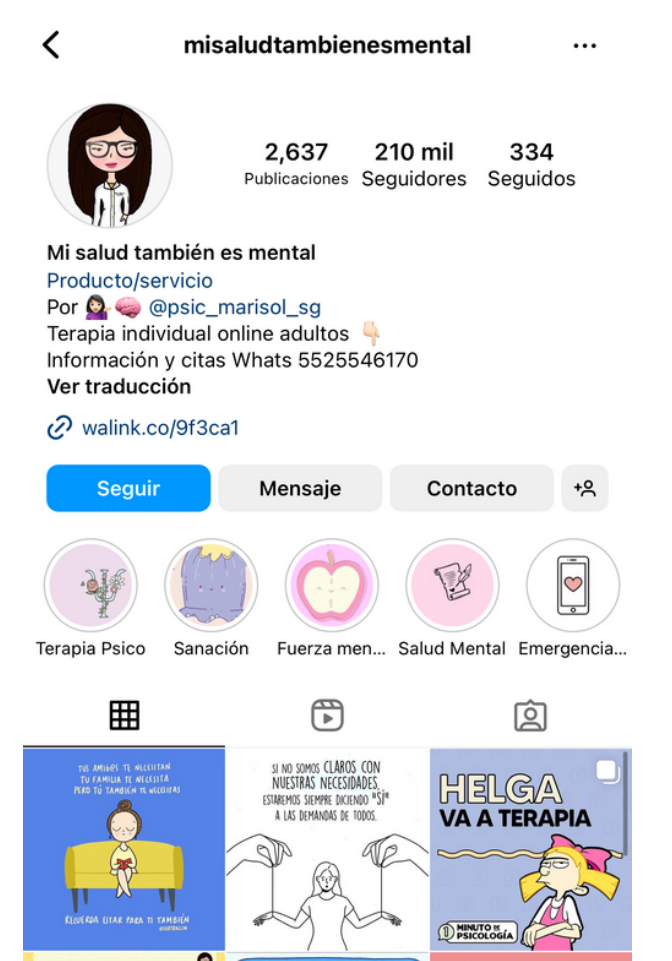 misaludtambienesmental
2,637 210 mil 334
Publicaciones Seguidores Seguidos
Mi salud también es mental
Producto/servicio
Por @psic_marisol_sg
Terapia individual online adultos
Información y citas Whats 5525546170
Ver traducción
walink.co/9f3ca1
Seguir Mensaje Contacto
Terapia Psico Sanación Fuerza men... Salud Mental Emergencia...
TUS AMIGOS TE NECESITAN
TU FAMILIA TE NECESITA
PERO TÚ TAMBIÉN TE NECESITAS
RECUERDA ESTAR PARA TI TAMBIÉN
SI NO SOMOS CLAROS CON
NUESTRAS NECESIDADES,
ESTAREMOS SIEMPRE DICIENDO "SÍ"
A LAS DEMANDAS DE TODOS.
HELGA
VA A TERAPIA
1 MINUTO DE
PSICOLOGÍA